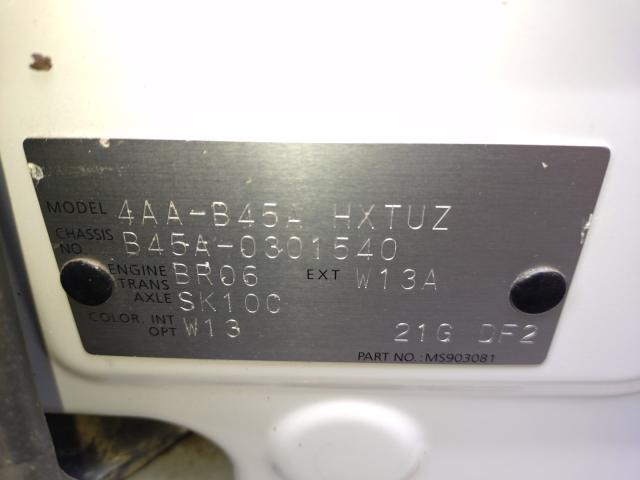 MODEL 4AA-B45A HXTUZ
CHASSIS NO. B45A-0301540
ENGINE BR06 EXT W13A
TRANS AXLE SK10C
COLOR, INT OPT W13 21G DF2
PART NO.:MS903081